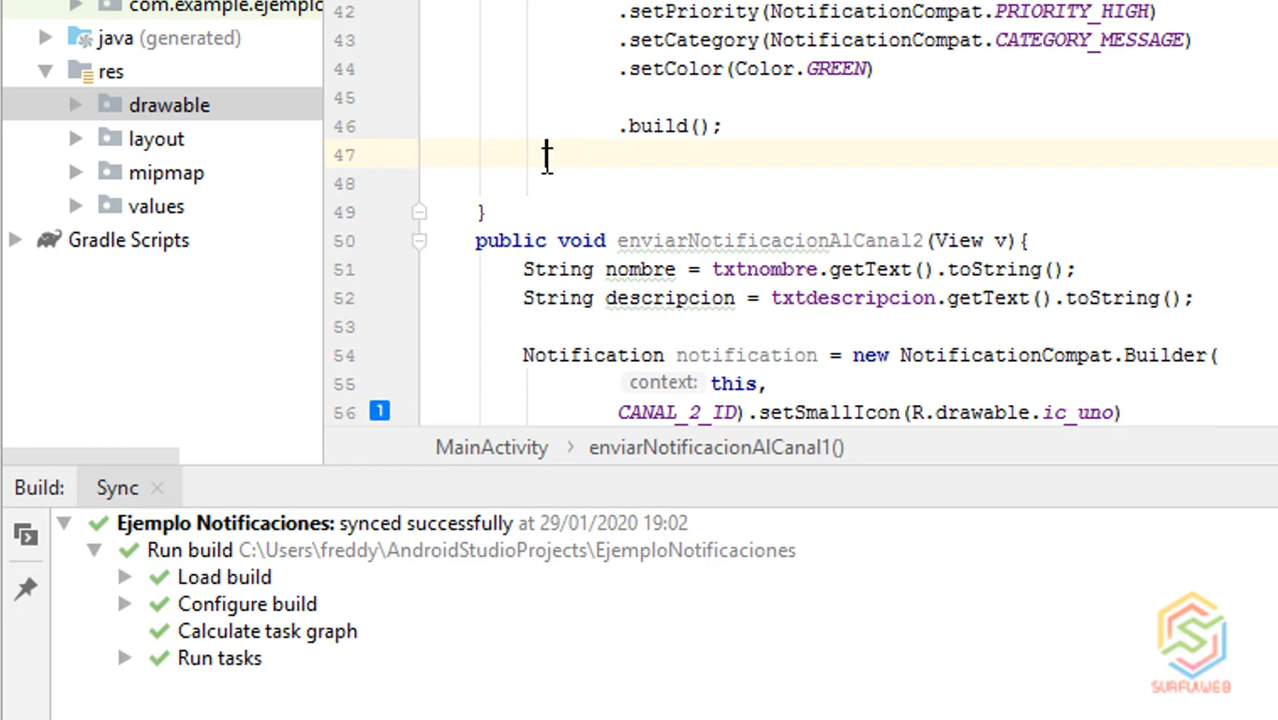 com.example.ejemplo
java (generated)
res
drawable
layout
mipmap
values
Gradle Scripts
42 .setPriority(NotificationCompat.PRIORITY_HIGH)
43 .setCategory(NotificationCompat.CATEGORY_MESSAGE)
44 .setColor(Color.GREEN)
45
46 .build();
47
48
49 }
50 public void enviarNotificacionAlCanal2(View v){
51 String nombre = txtnombre.getText().toString();
52 String descripcion = txtdescripcion.getText().toString();
53
54 Notification notification = new NotificationCompat.Builder(
55 context: this,
56 1 CANAL_2_ID).setSmallIcon(R.drawable.ic_uno)
MainActivity › enviarNotificacionAlCanal1()
Build: Sync
Ejemplo Notificaciones: synced successfully at 29/01/2020 19:02
Run build C:\Users\freddy\AndroidStudioProjects\EjemploNotificaciones
Load build
Configure build
Calculate task graph
Run tasks